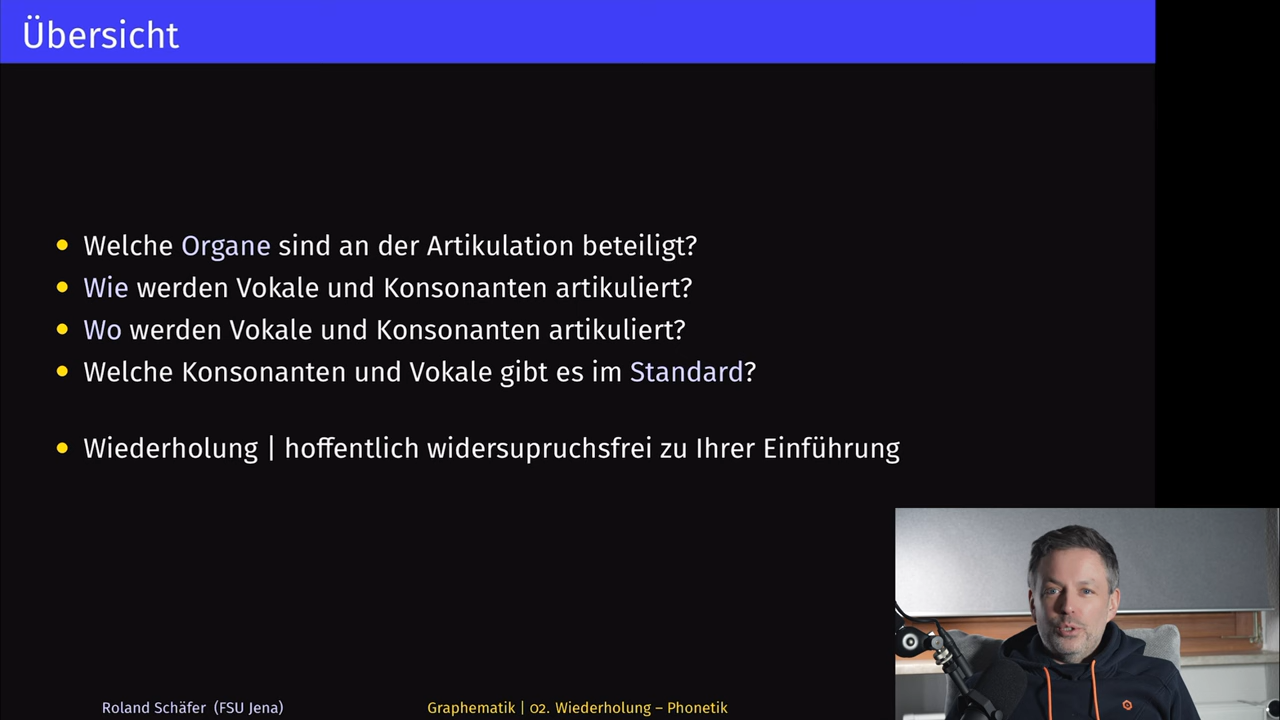 Übersicht
Welche Organe sind an der Artikulation beteiligt?
Wie werden Vokale und Konsonanten artikuliert?
Wo werden Vokale und Konsonanten artikuliert?
Welche Konsonanten und Vokale gibt es im Standard?
Wiederholung | hoffentlich widersupruchsfrei zu Ihrer Einführung
Roland Schäfer (FSU Jena)
Graphematik | 02. Wiederholung – Phonetik